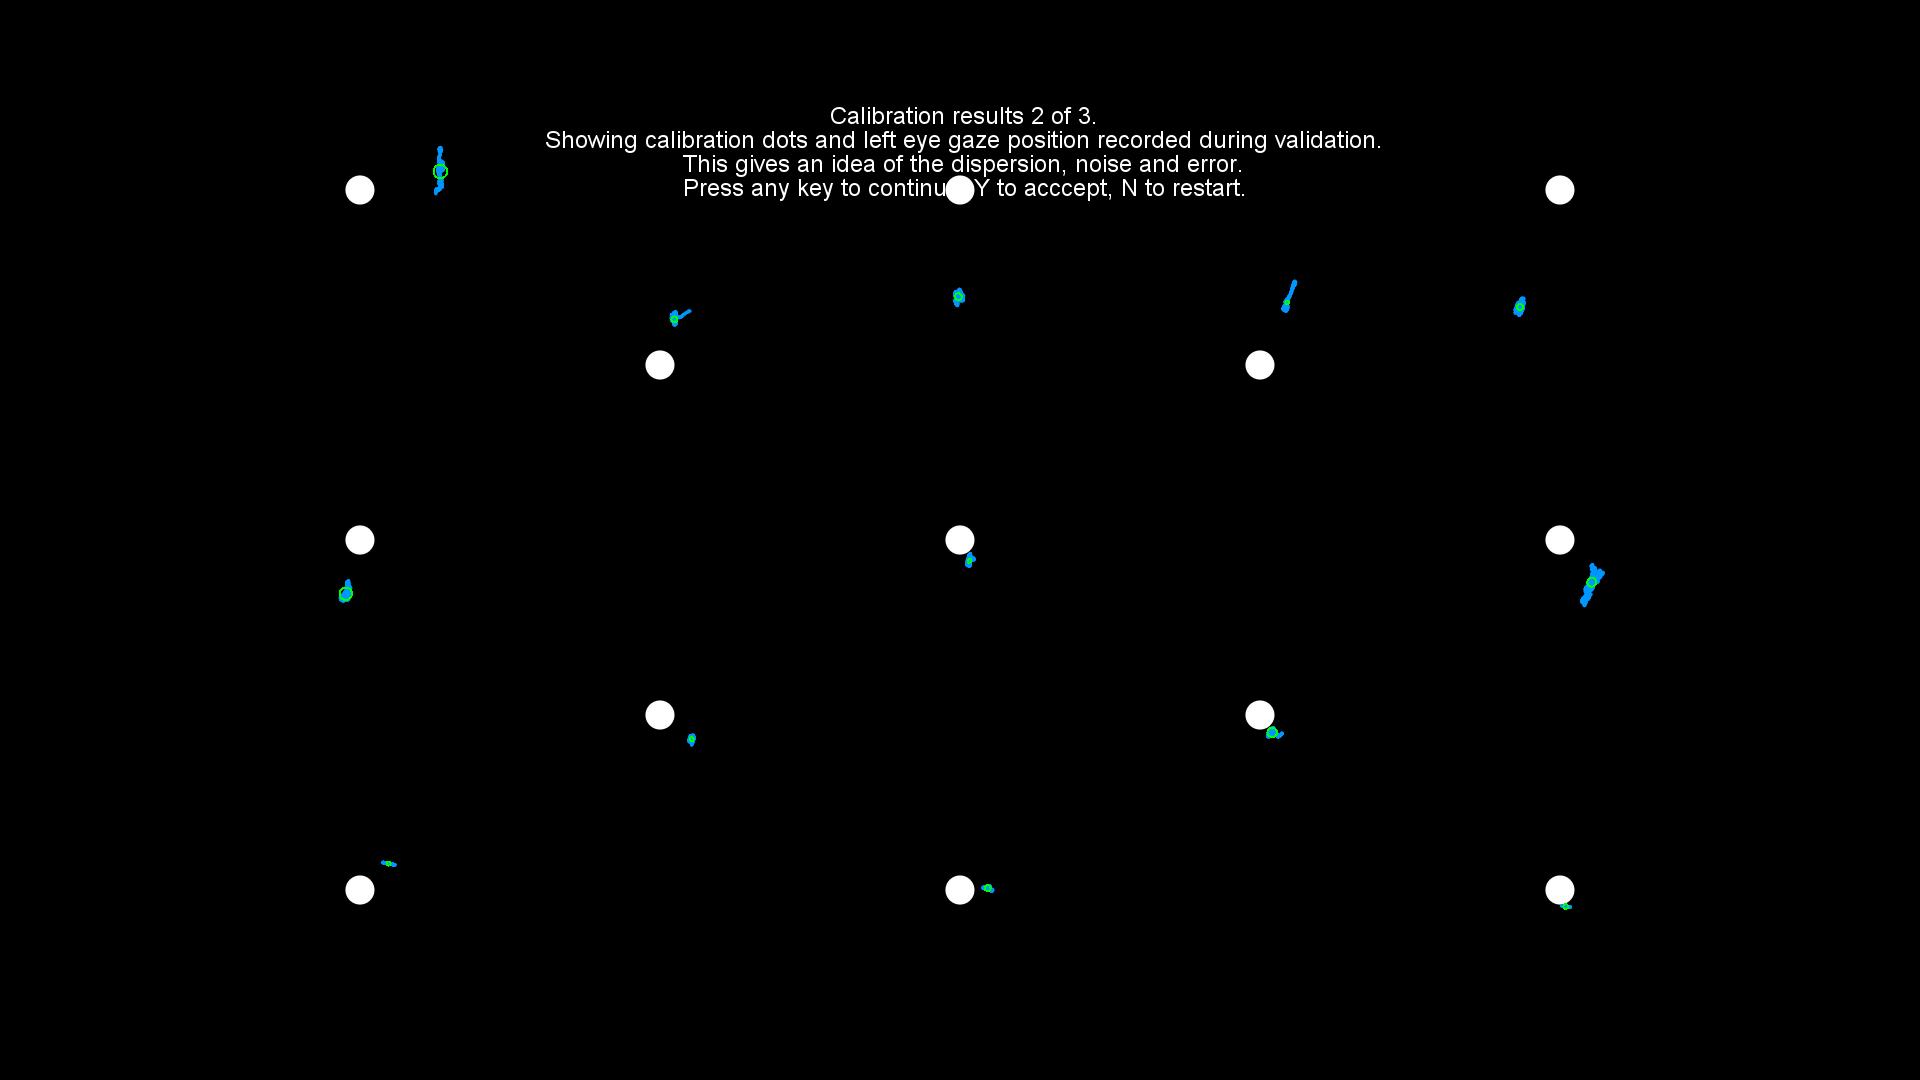 Calibration results 2 of 3.
Showing calibration dots and left eye gaze position recorded during validation.
This gives an idea of the dispersion, noise and error.
Press any key to continu Y to acccept, N to restart.